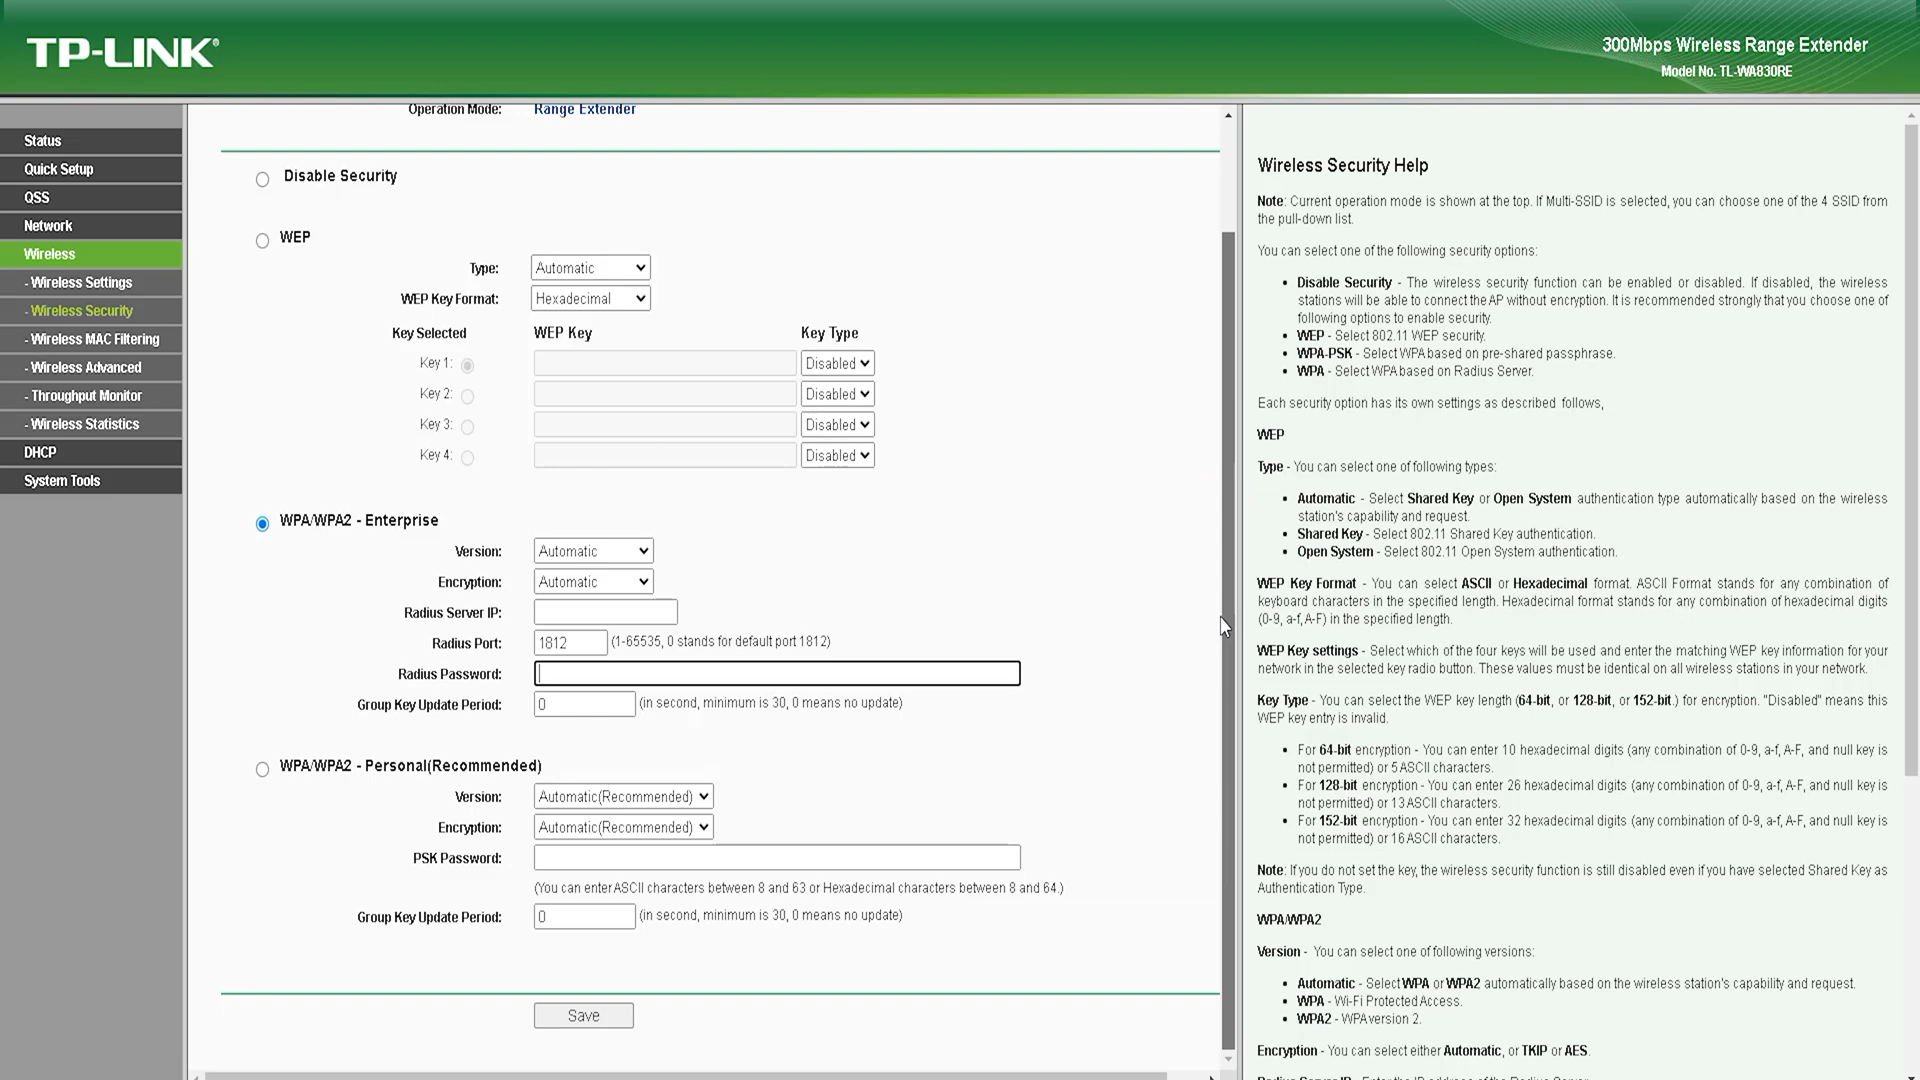 TP-LINK®
300Mbps Wireless Range Extender
Model No. TL-WA830RE
Status
Quick Setup
QSS
Network
Wireless
- Wireless Settings
- Wireless Security
- Wireless MAC Filtering
- Wireless Advanced
- Throughput Monitor
- Wireless Statistics
DHCP
System Tools
Operation Mode: Range Extender
Disable Security
WEP
Type: Automatic
WEP Key Format: Hexadecimal
Key Selected WEP Key Key Type
Key 1: Disabled
Key 2: Disabled
Key 3: Disabled
Key 4: Disabled
WPA/WPA2 - Enterprise
Version: Automatic
Encryption: Automatic
Radius Server IP:
Radius Port: 1812 (1-65535, 0 stands for default port 1812)
Radius Password:
Group Key Update Period: 0 (in second, minimum is 30, 0 means no update)
WPA/WPA2 - Personal(Recommended)
Version: Automatic(Recommended)
Encryption: Automatic(Recommended)
PSK Password:
(You can enter ASCII characters between 8 and 63 or Hexadecimal characters between 8 and 64.)
Group Key Update Period: 0 (in second, minimum is 30, 0 means no update)
Save
Wireless Security Help
Note: Current operation mode is shown at the top. If Multi-SSID is selected, you can choose one of the 4 SSID from
the pull-down list.
You can select one of the following security options:
• Disable Security - The wireless security function can be enabled or disabled. If disabled, the wireless
stations will be able to connect the AP without encryption. It is recommended strongly that you choose one of
following options to enable security.
• WEP - Select 802.11 WEP security.
• WPA-PSK - Select WPA based on pre-shared passphrase.
• WPA - Select WPA based on Radius Server.
Each security option has its own settings as described follows,
WEP
Type - You can select one of following types:
• Automatic - Select Shared Key or Open System authentication type automatically based on the wireless
station's capability and request.
• Shared Key - Select 802.11 Shared Key authentication.
• Open System - Select 802.11 Open System authentication.
WEP Key Format - You can select ASCII or Hexadecimal format. ASCII Format stands for any combination of
keyboard characters in the specified length. Hexadecimal format stands for any combination of hexadecimal digits
(0-9, a-f, A-F) in the specified length.
WEP Key settings - Select which of the four keys will be used and enter the matching WEP key information for your
network in the selected key radio button. These values must be identical on all wireless stations in your network.
Key Type - You can select the WEP key length (64-bit, or 128-bit, or 152-bit.) for encryption. "Disabled" means this
WEP key entry is invalid.
• For 64-bit encryption - You can enter 10 hexadecimal digits (any combination of 0-9, a-f, A-F, and null key is
not permitted) or 5 ASCII characters.
• For 128-bit encryption - You can enter 26 hexadecimal digits (any combination of 0-9, a-f, A-F, and null key is
not permitted) or 13 ASCII characters.
• For 152-bit encryption - You can enter 32 hexadecimal digits (any combination of 0-9, a-f, A-F, and null key is
not permitted) or 16 ASCII characters.
Note: If you do not set the key, the wireless security function is still disabled even if you have selected Shared Key as
Authentication Type.
WPA/WPA2
Version - You can select one of following versions:
• Automatic - Select WPA or WPA2 automatically based on the wireless station's capability and request.
• WPA - Wi-Fi Protected Access.
• WPA2 - WPA version 2.
Encryption - You can select either Automatic, or TKIP or AES.